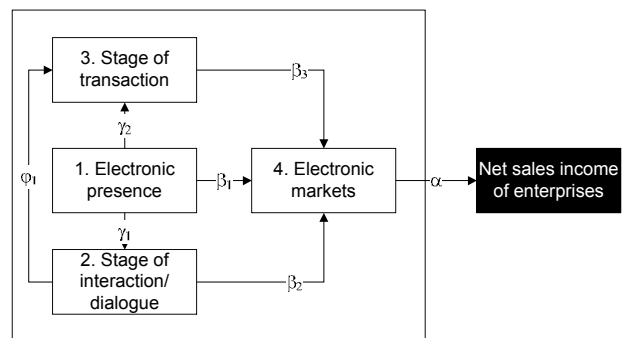 3. Stage of
transaction
β3
γ2
φ1
1. Electronic
presence
β1
4. Electronic
markets
α
Net sales income
of enterprises
γ1
2. Stage of
interaction/
dialogue
β2